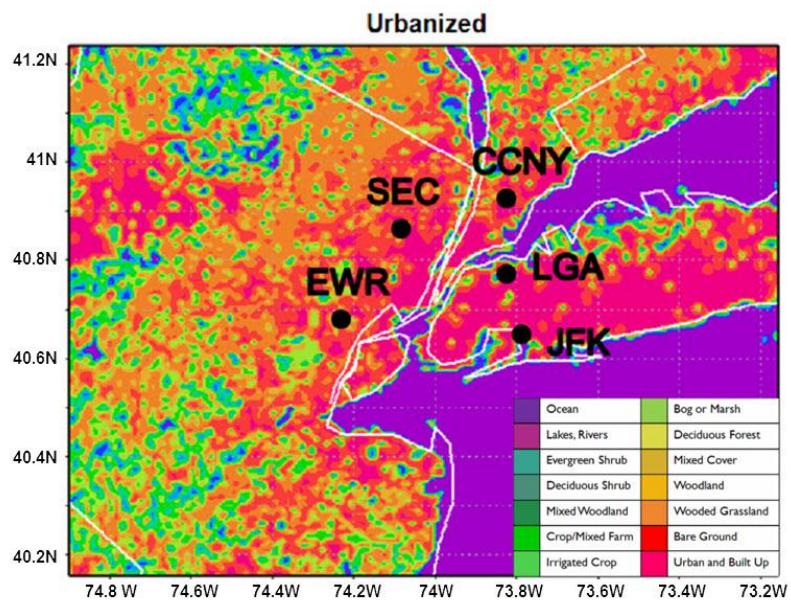 Urbanized
41.2N
41N
40.8N
40.6N
40.4N
40.2N
CCNY
SEC
LGA
EWR
JFK
Ocean
Bog or Marsh
Lakes, Rivers
Deciduous Forest
Evergreen Shrub
Mixed Cover
Deciduous Shrub
Woodland
Mixed Woodland
Wooded Grassland
Crop/Mixed Farm
Bare Ground
Irrigated Crop
Urban and Built Up
74.8W 74.6W 74.4W 74.2W 74W 73.8W 73.6W 73.4W 73.2W